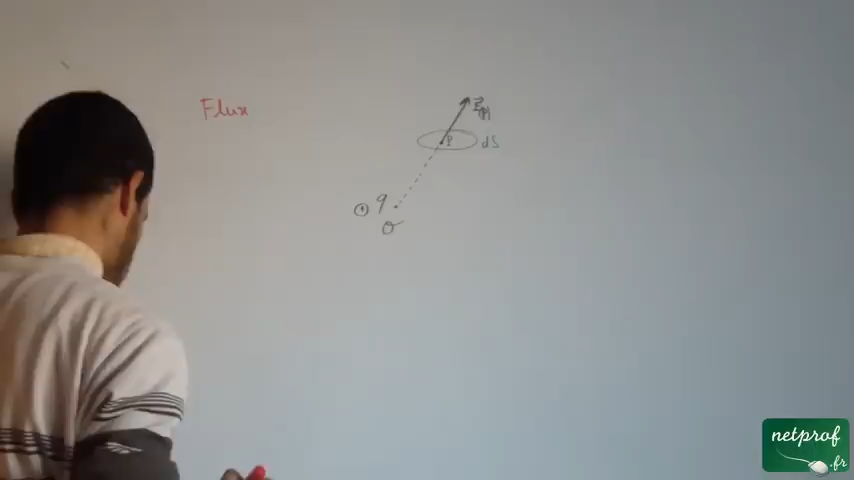 Flux
E(P)
P
dS
q
O
netprof
.fr